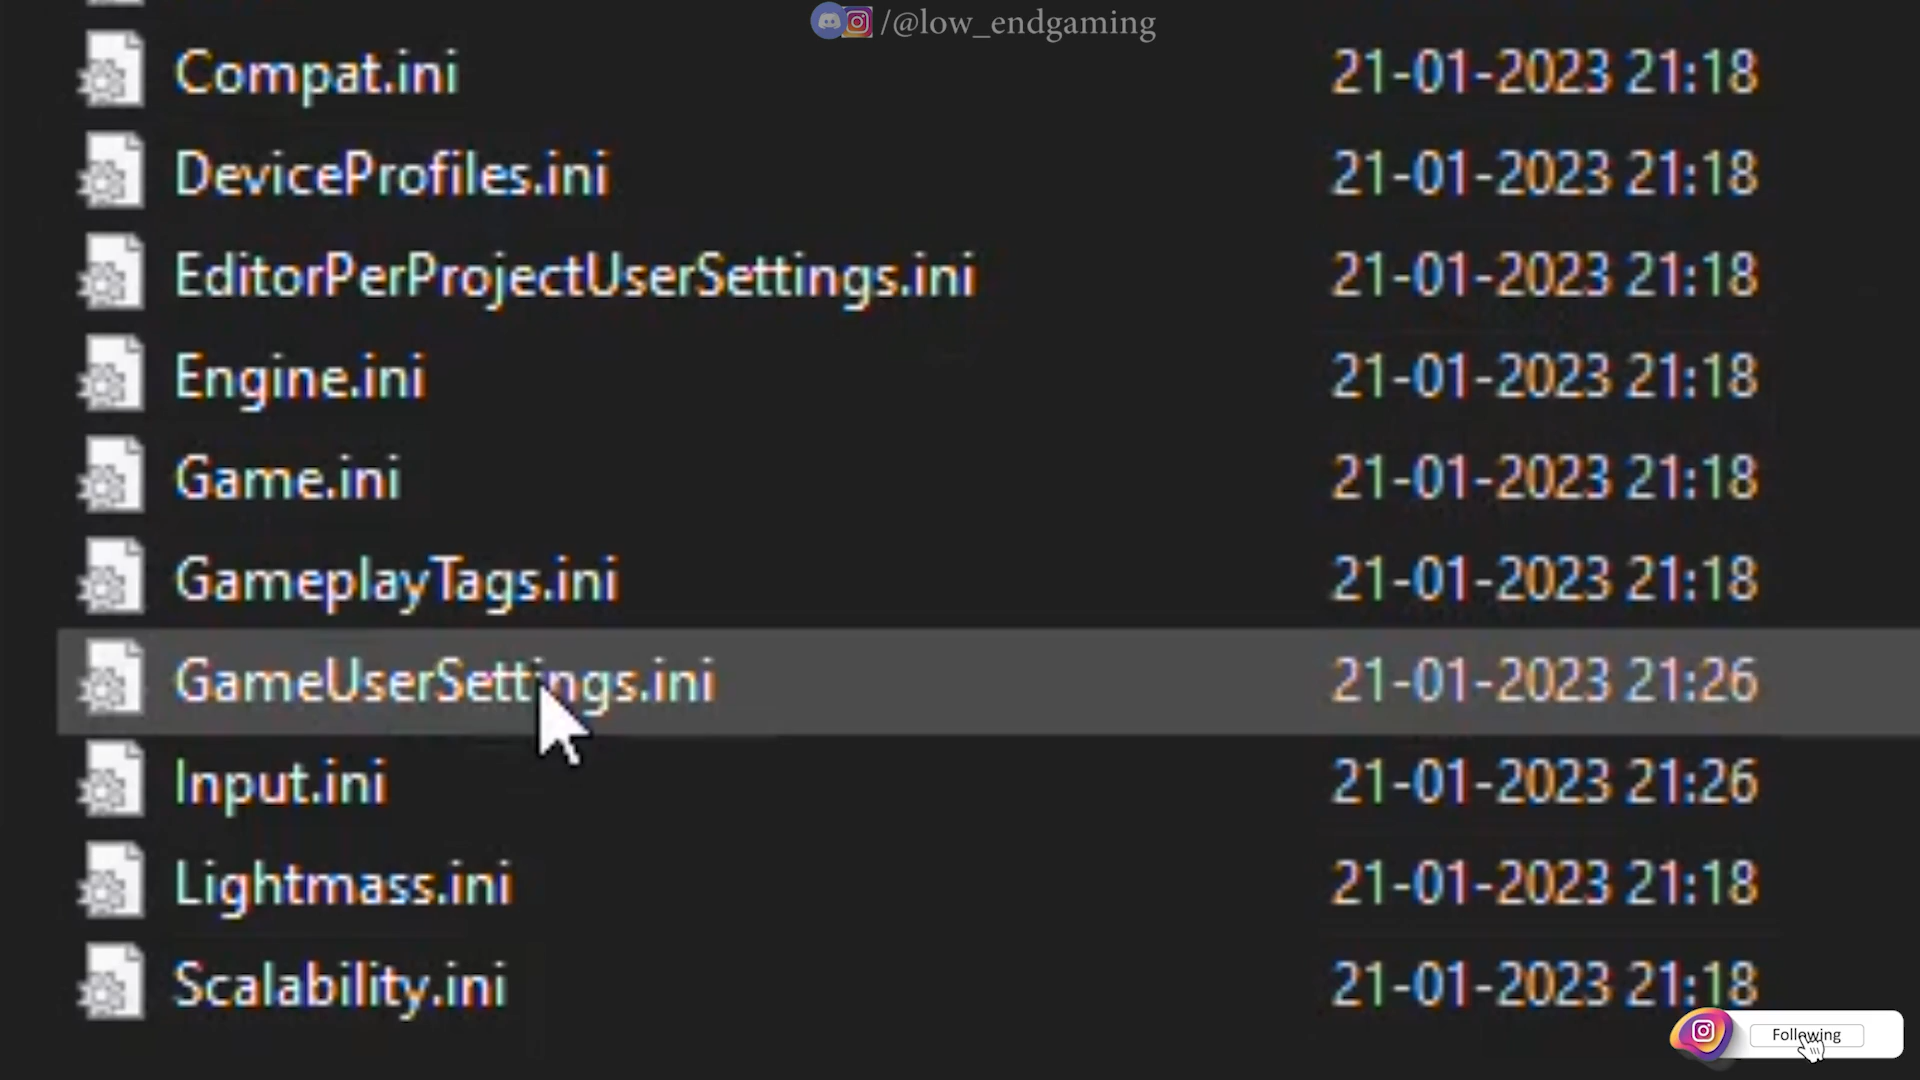 /@low_endgaming
Compat.ini 21-01-2023 21:18
DeviceProfiles.ini 21-01-2023 21:18
EditorPerProjectUserSettings.ini 21-01-2023 21:18
Engine.ini 21-01-2023 21:18
Game.ini 21-01-2023 21:18
GameplayTags.ini 21-01-2023 21:18
GameUserSettings.ini 21-01-2023 21:26
Input.ini 21-01-2023 21:26
Lightmass.ini 21-01-2023 21:18
Scalability.ini 21-01-2023 21:18
Following